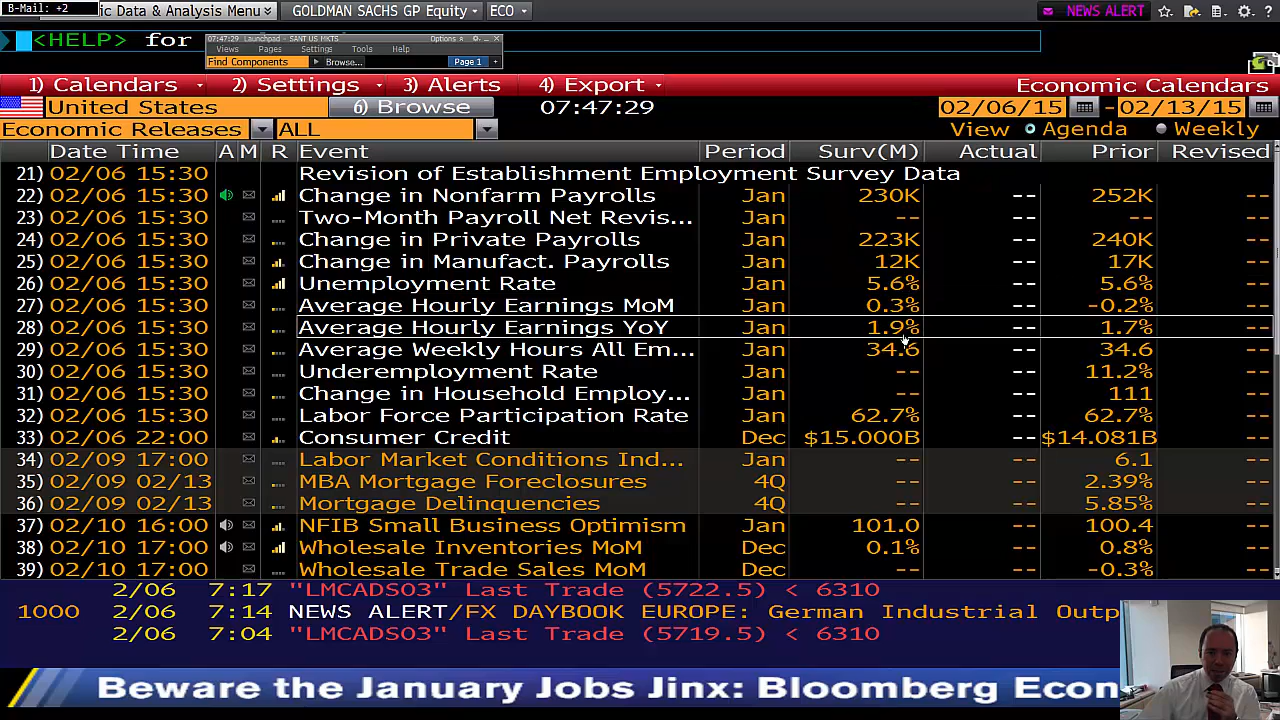 B-Mail: +2
ic Data & Analysis Menu
GOLDMAN SACHS GP Equity
ECO
NEWS ALERT
?
<HELP> for
07:47:29 Launchpad - SANT US MKTS Options
Views Pages Settings Tools Help
Find Components Browse... Page 1 +
1) Calendars 2) Settings 3) Alerts 4) Export Economic Calendars
United States 6) Browse 07:47:29 02/06/15 -02/13/15
Economic Releases ALL View Agenda Weekly
Date Time A M R Event Period Surv(M) Actual Prior Revised
21) 02/06 15:30 Revision of Establishment Employment Survey Data
22) 02/06 15:30 Change in Nonfarm Payrolls Jan 230K -- 252K --
23) 02/06 15:30 Two-Month Payroll Net Revis... Jan -- -- -- --
24) 02/06 15:30 Change in Private Payrolls Jan 223K -- 240K --
25) 02/06 15:30 Change in Manufact. Payrolls Jan 12K -- 17K --
26) 02/06 15:30 Unemployment Rate Jan 5.6% -- 5.6% --
27) 02/06 15:30 Average Hourly Earnings MoM Jan 0.3% -- -0.2% --
28) 02/06 15:30 Average Hourly Earnings YoY Jan 1.9% -- 1.7% --
29) 02/06 15:30 Average Weekly Hours All Em... Jan 34.6 -- 34.6 --
30) 02/06 15:30 Underemployment Rate Jan -- -- 11.2% --
31) 02/06 15:30 Change in Household Employ... Jan -- -- 111 --
32) 02/06 15:30 Labor Force Participation Rate Jan 62.7% -- 62.7% --
33) 02/06 22:00 Consumer Credit Dec $15.000B -- $14.081B --
34) 02/09 17:00 Labor Market Conditions Ind... Jan -- -- 6.1 --
35) 02/09 02/13 MBA Mortgage Foreclosures 4Q -- -- 2.39% --
36) 02/09 02/13 Mortgage Delinquencies 4Q -- -- 5.85% --
37) 02/10 16:00 NFIB Small Business Optimism Jan 101.0 -- 100.4 --
38) 02/10 17:00 Wholesale Inventories MoM Dec 0.1% -- 0.8% --
39) 02/10 17:00 Wholesale Trade Sales MoM Dec -- -- -0.3% --
2/06 7:17 "LMCADS03" Last Trade (5722.5) < 6310
1000 2/06 7:14 NEWS ALERT/FX DAYBOOK EUROPE: German Industrial Outp
2/06 7:04 "LMCADS03" Last Trade (5719.5) < 6310
Beware the January Jobs Jinx: Bloomberg Econ